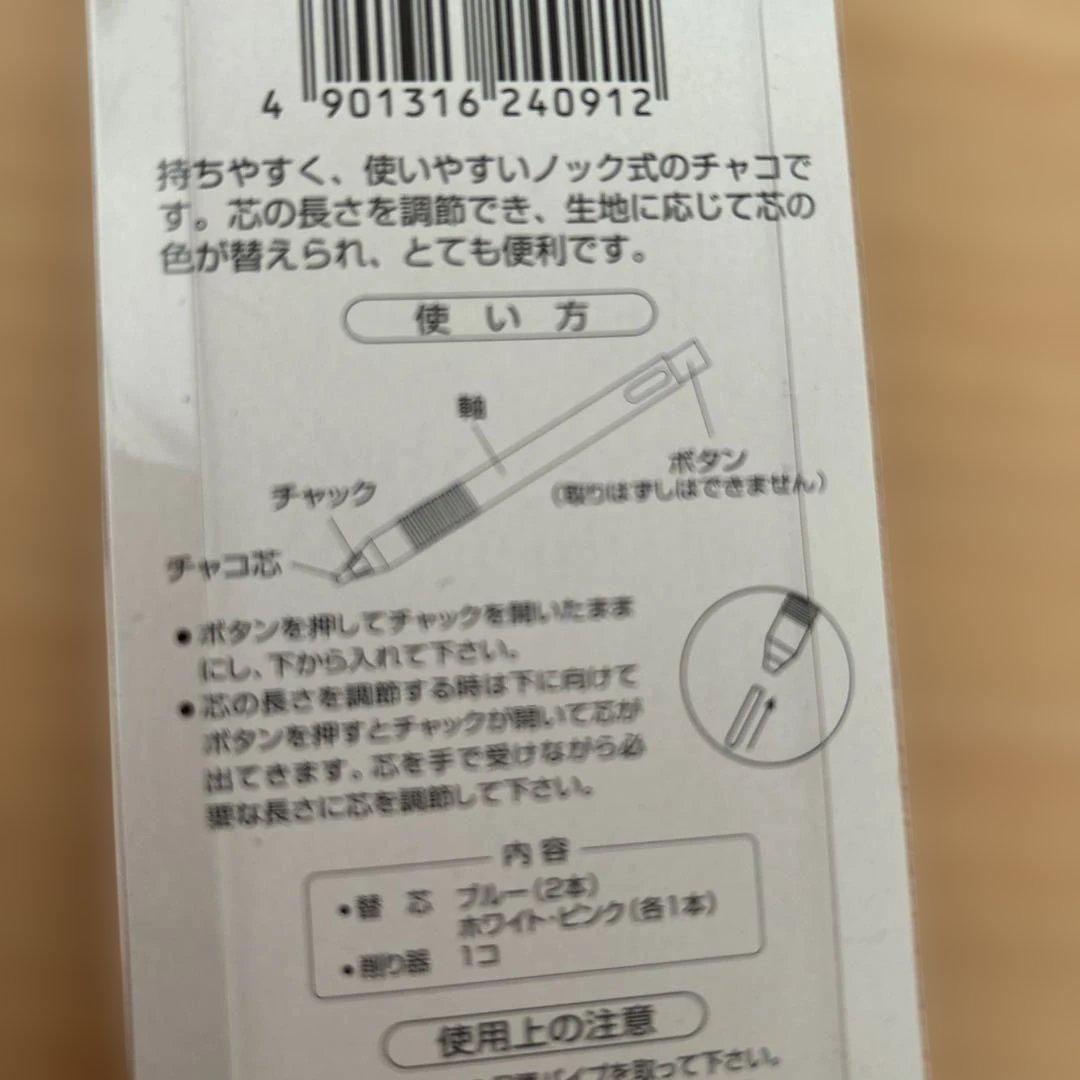 4 901316 240912
持ちやすく、使いやすいノック式のチャコで
す。芯の長さを調節でき、生地に応じて芯の
色が替えられ、とても便利です。
使い方
軸
ボタン
(取りはずしはできません)
チャック
チャコ芯
●ボタンを押してチャックを開いたまま
にし、下から入れて下さい。
●芯の長さを調節する時は下に向けて
ボタンを押すとチャックが開いて芯が
出てきます。芯を手で受けながら必
要な長さに芯を調節して下さい。
内容
•替 芯 ブルー(2本)
ホワイト・ピンク(各1本)
•削り器 1コ
使用上の注意
パイプを取って下さい。